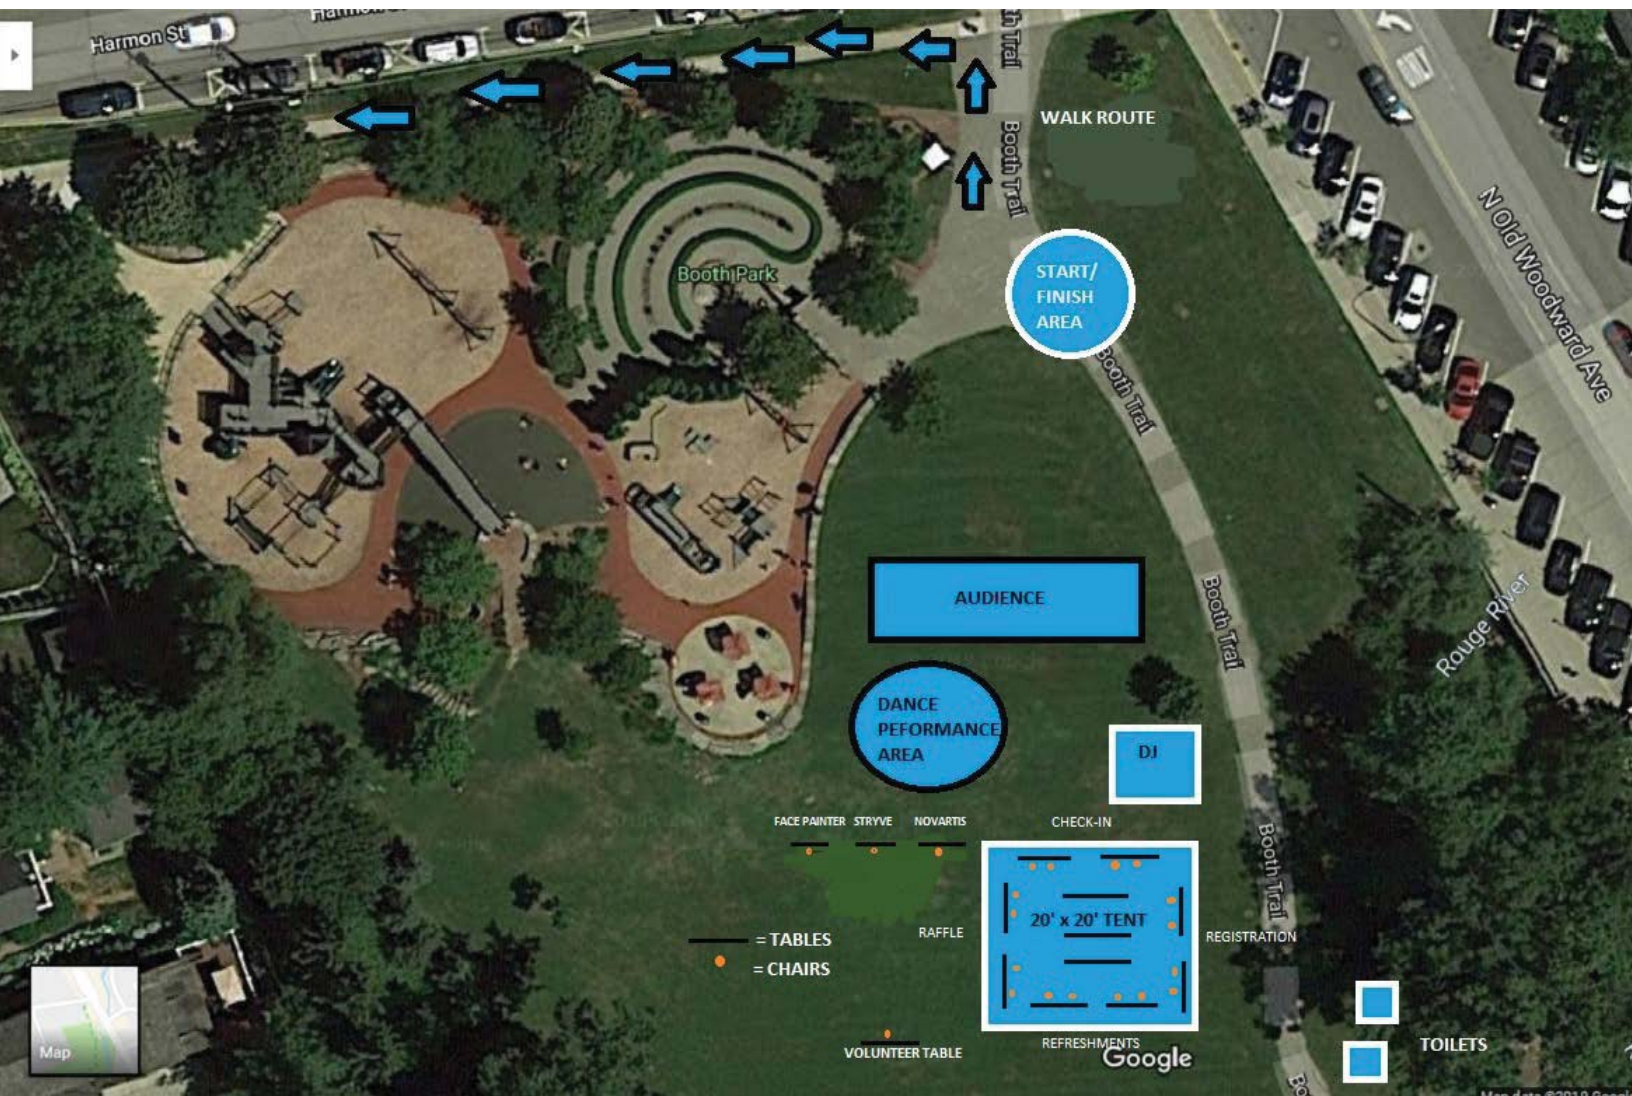 Harmon St
Booth Trail
WALK ROUTE
Booth Trail
N Old Woodward Ave
Booth Park
START/
FINISH
AREA
Booth Trail
AUDIENCE
Booth Trail
Rouge River
DANCE
PEFORMANCE
AREA
DJ
FACE PAINTER
STRYVE
NOVARTIS
CHECK-IN
Booth Trail
20' x 20' TENT
RAFFLE
REGISTRATION
= TABLES
= CHAIRS
Map
VOLUNTEER TABLE
REFRESHMENTS
Google
TOILETS